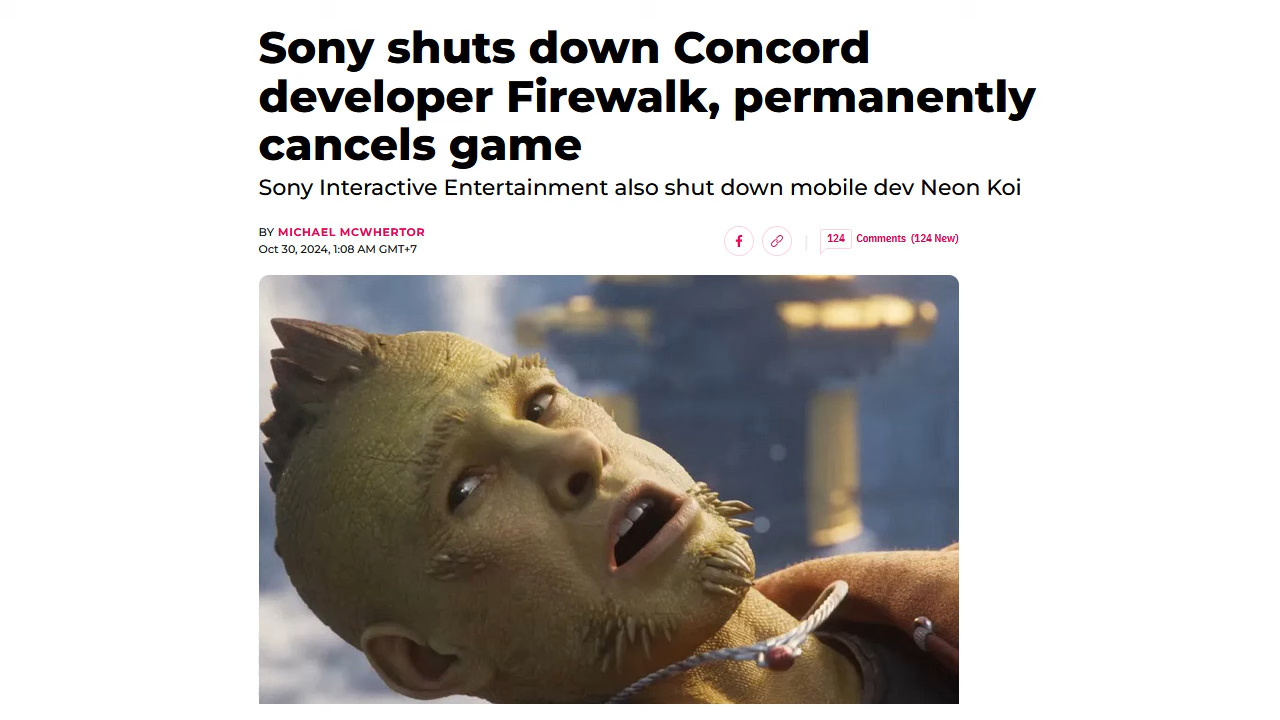 Sony shuts down Concord
developer Firewalk, permanently
cancels game
Sony Interactive Entertainment also shut down mobile dev Neon Koi
BY MICHAEL MCWHERTOR
Oct 30, 2024, 1:08 AM GMT+7
124 Comments (124 New)